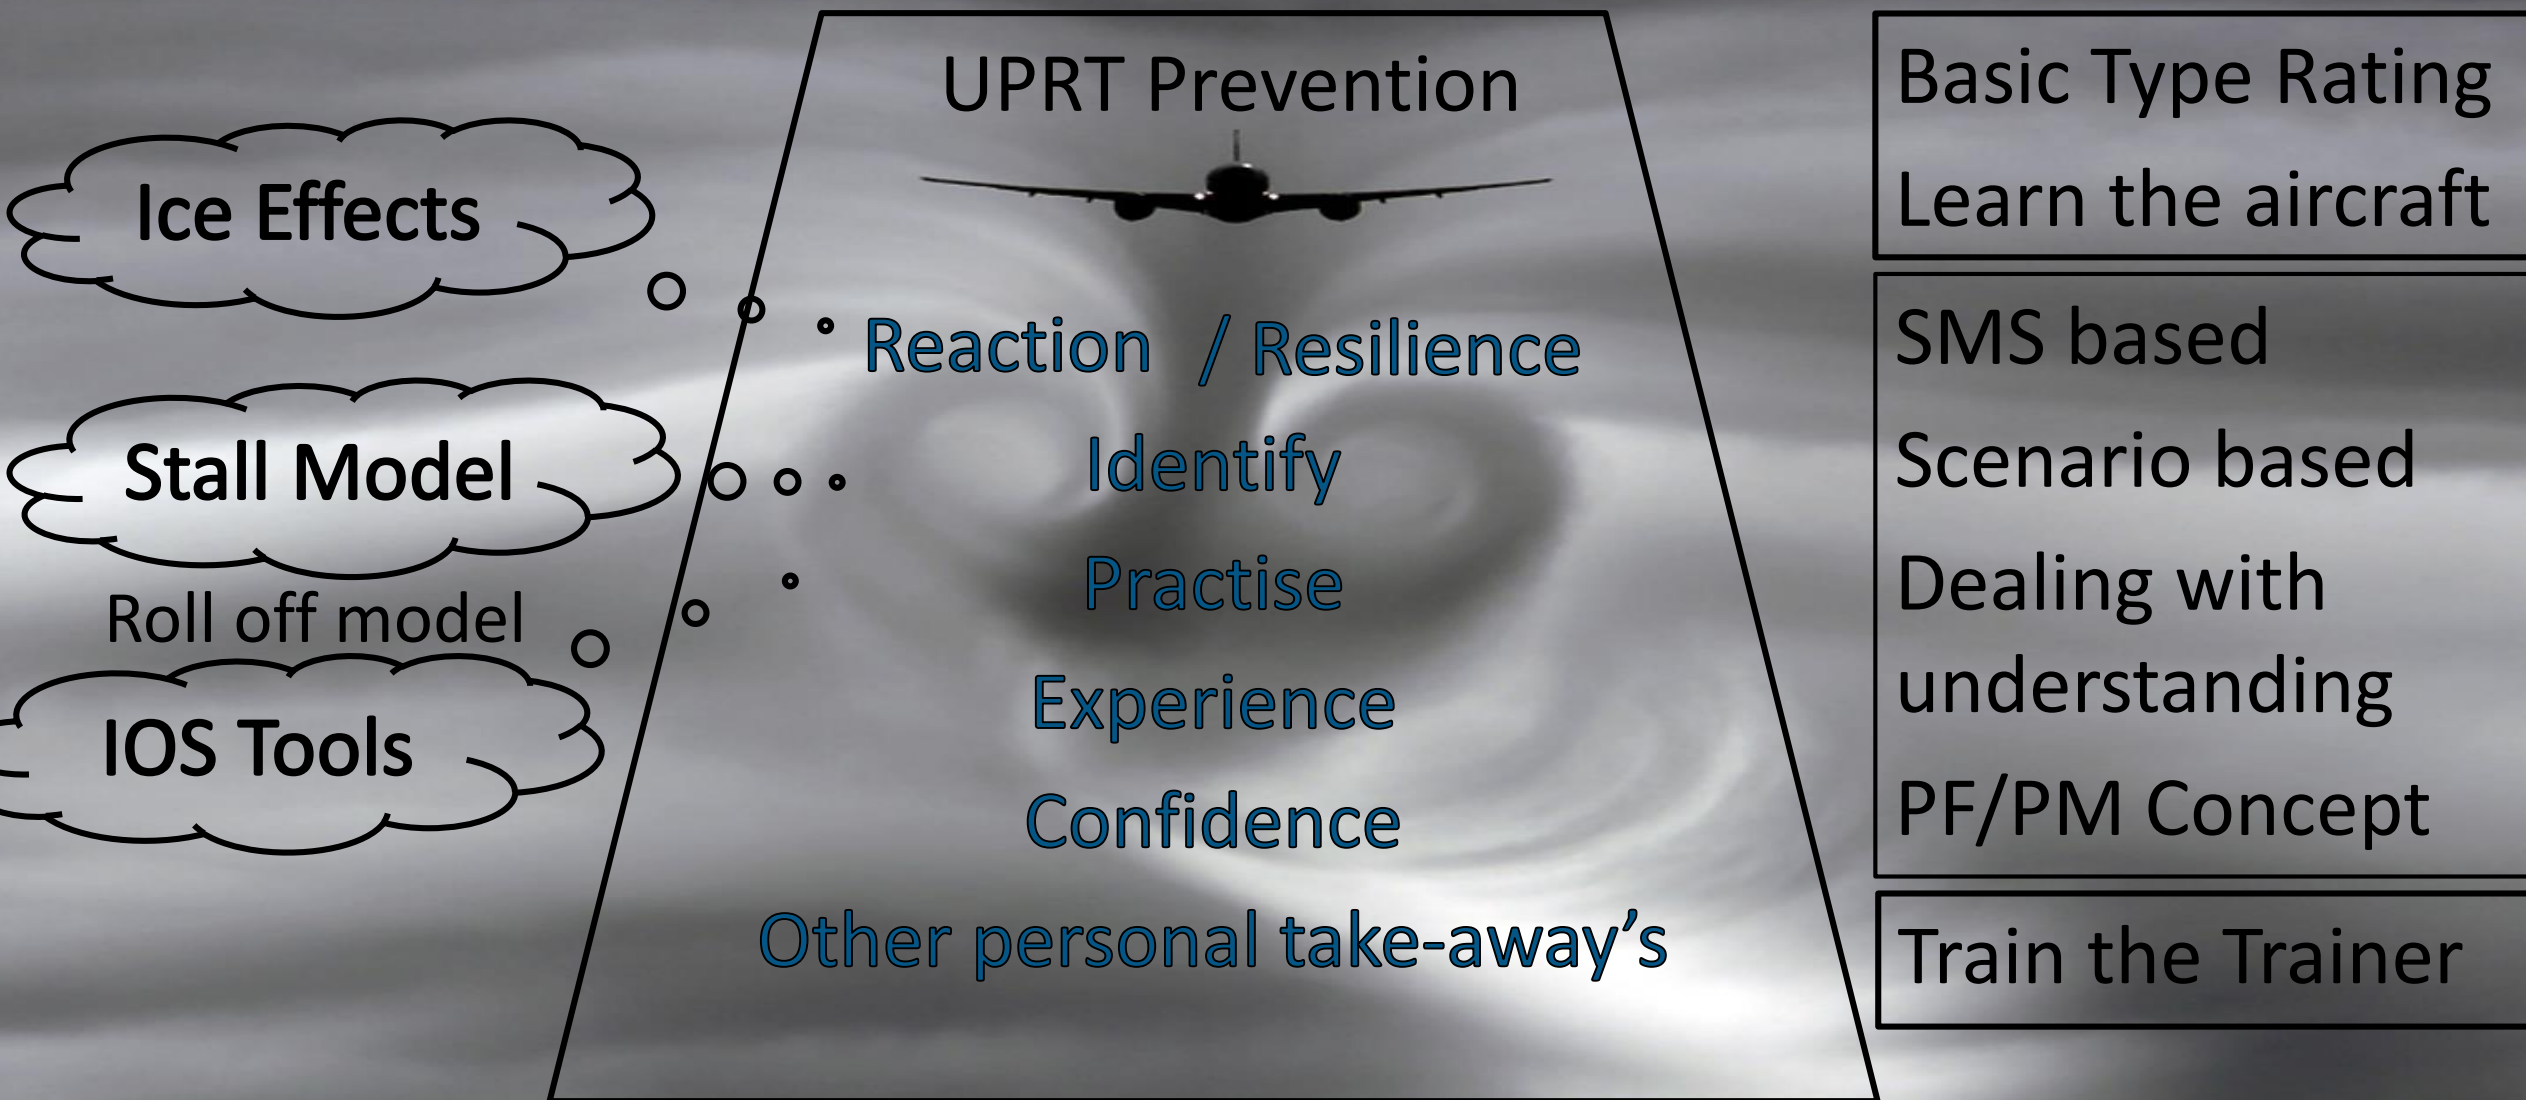 UPRT Prevention
Ice Effects
Stall Model
Roll off model
IOS Tools
Reaction / Resilience
Identify
Practise
Experience
Confidence
Other personal take-away’s
Basic Type Rating
Learn the aircraft
SMS based
Scenario based
Dealing with
understanding
PF/PM Concept
Train the Trainer